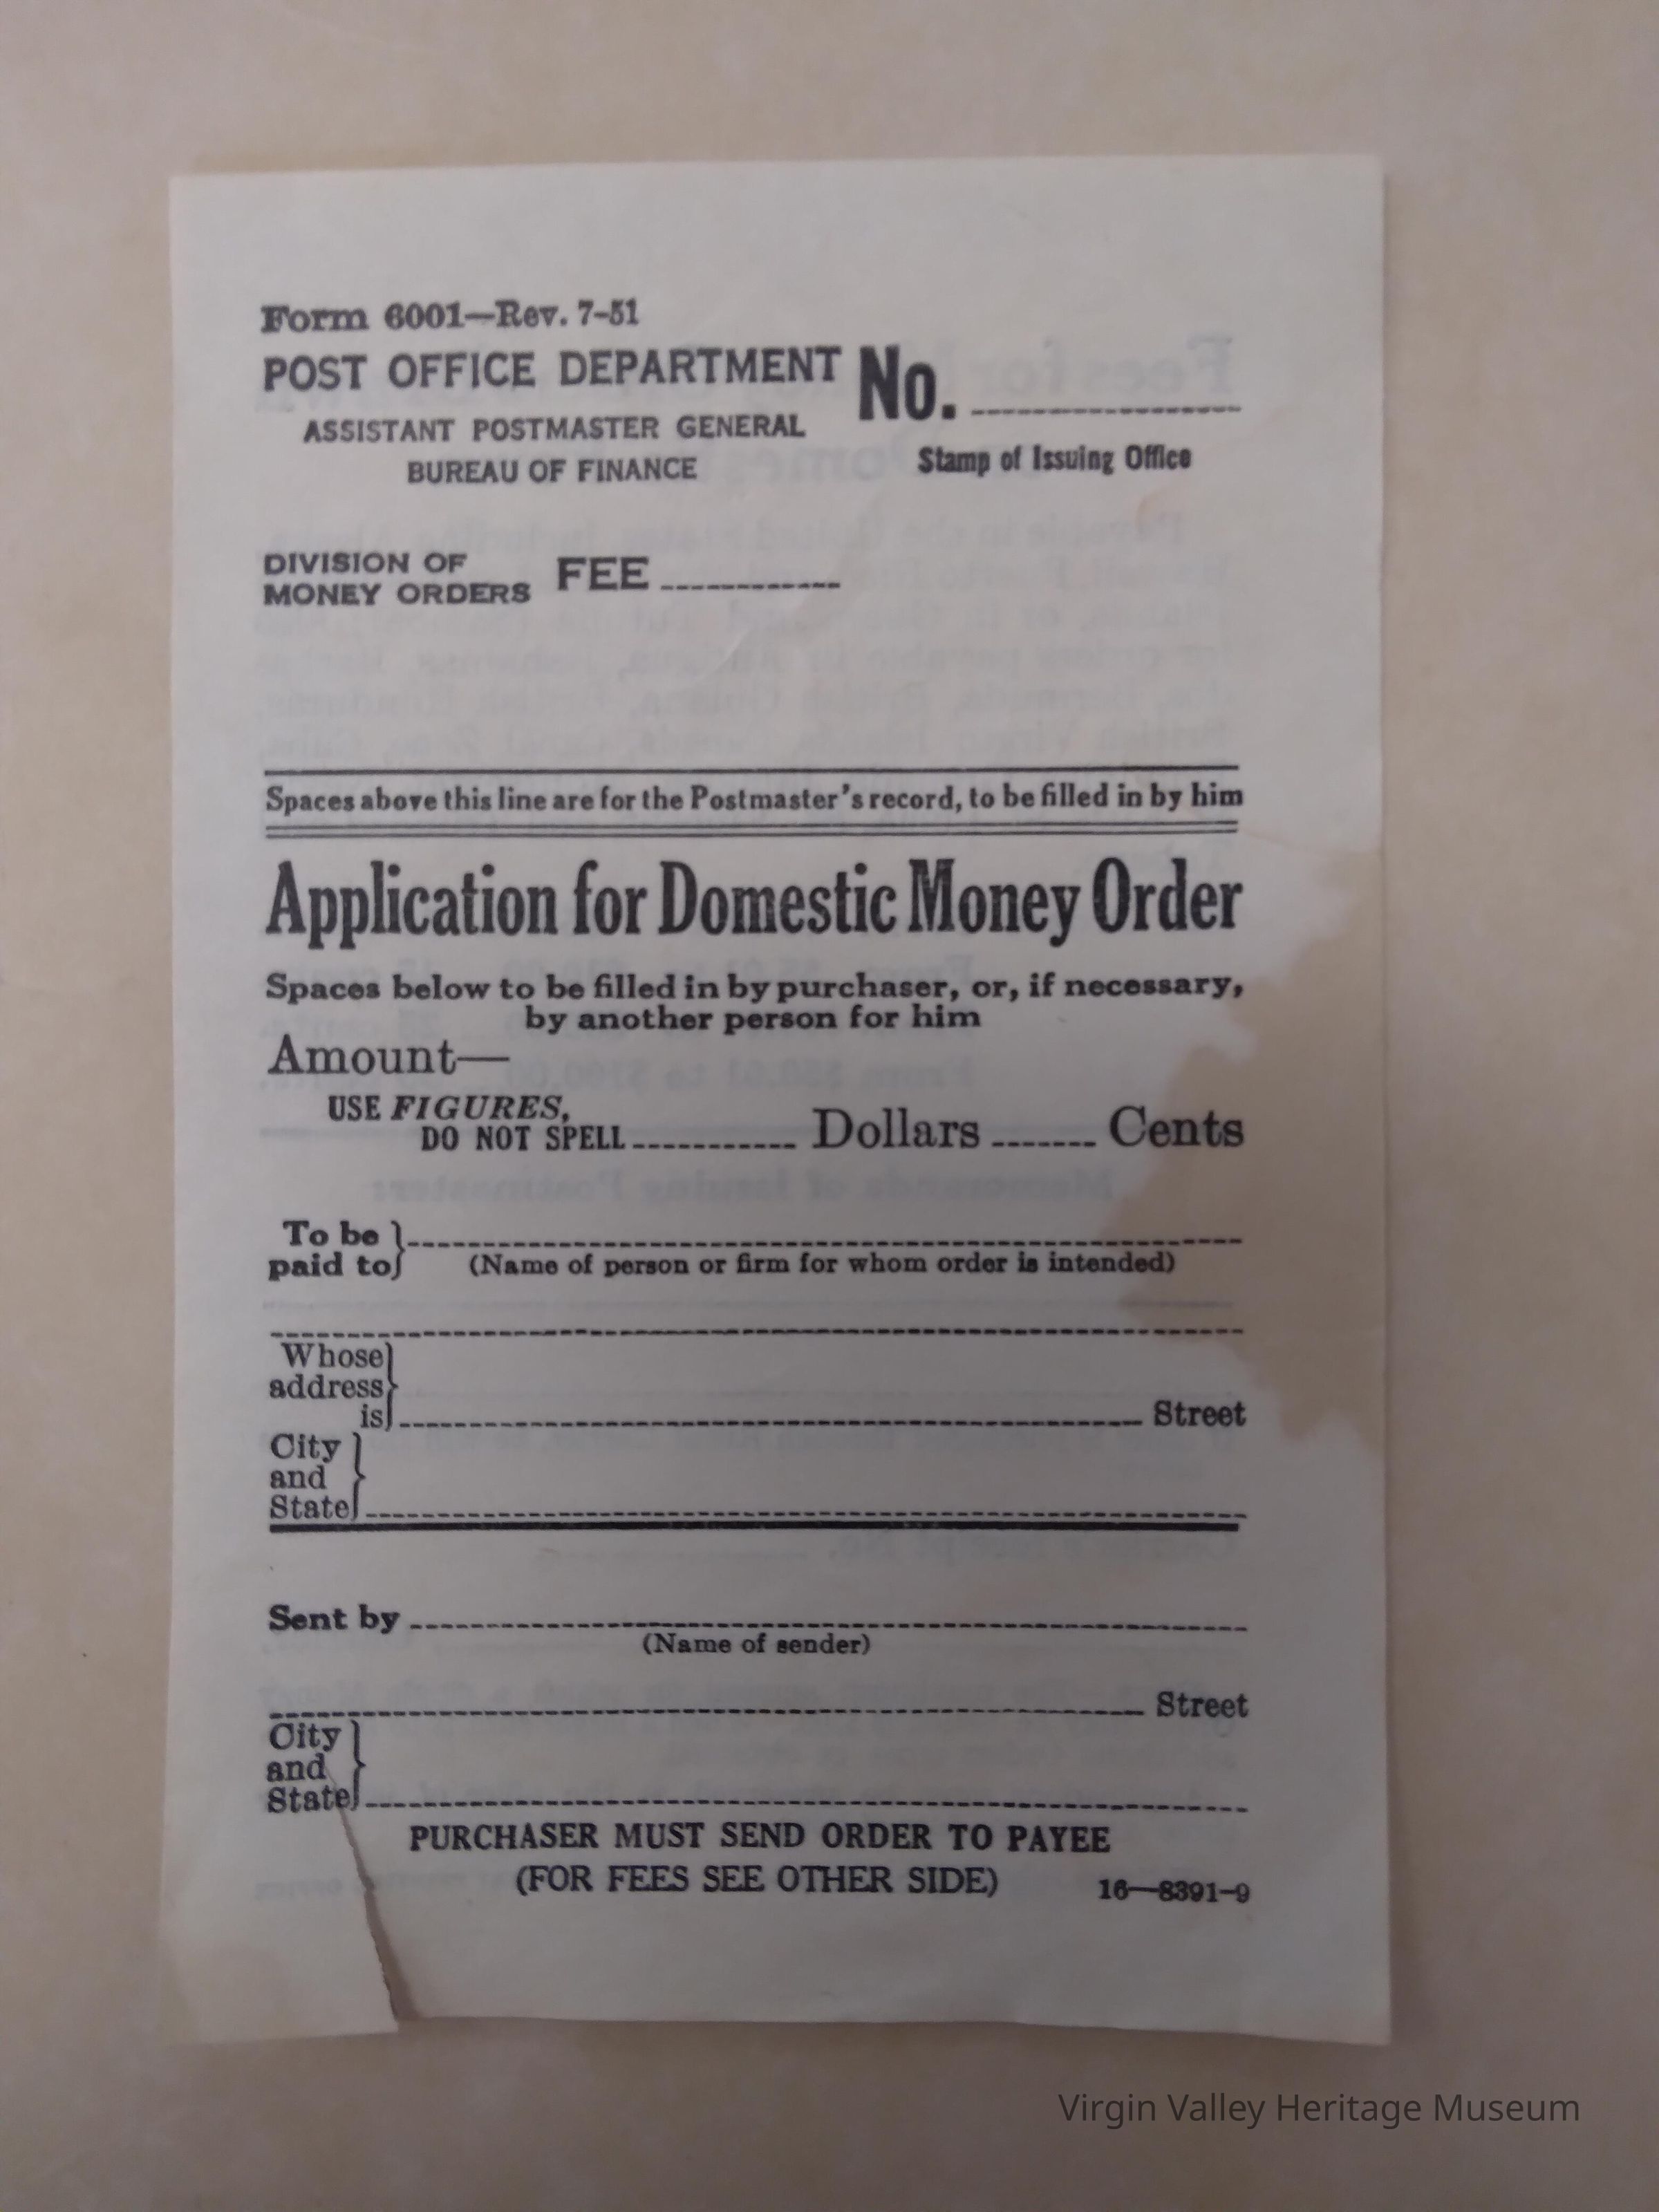 Form 6001—Rev. 7-51
POST OFFICE DEPARTMENT No.
ASSISTANT POSTMASTER GENERAL
BUREAU OF FINANCE
Stamp of Issuing Office
DIVISION OF
MONEY ORDERS FEE
Spaces above this line are for the Postmaster's record, to be filled in by him
Application for Domestic Money Order
Spaces below to be filled in by purchaser, or, if necessary,
by another person for him
Amount—
USE FIGURES,
DO NOT SPELL Dollars Cents
To be
paid to
(Name of person or firm for whom order is intended)
Whose
address
is Street
City
and
State
Sent by
(Name of sender)
Street
City
and
State
PURCHASER MUST SEND ORDER TO PAYEE
(FOR FEES SEE OTHER SIDE) 16—8391-9
Virgin Valley Heritage Museum